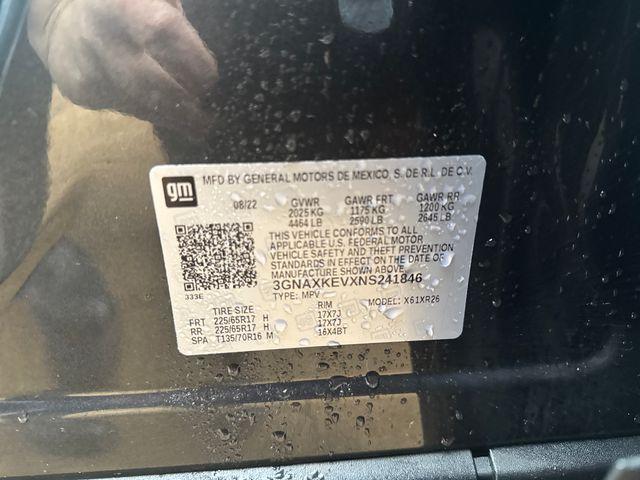 gm MFD BY GENERAL MOTORS DE MEXICO, S. DE R.L. DE C.V.
08/22 GVWR GAWR FRT GAWR RR
2025 KG 1175 KG 1200 KG
4464 LB 2590 LB 2645 LB
THIS VEHICLE CONFORMS TO ALL
APPLICABLE U.S. FEDERAL MOTOR
VEHICLE SAFETY AND THEFT PREVENTION
STANDARDS IN EFFECT ON THE DATE OF
MANUFACTURE SHOWN ABOVE.
333E 3GNAXKEVXNS241846
TYPE: MPV MODEL: X61XR26
TIRE SIZE RIM
FRT 225/65R17 H 17X7J
RR 225/65R17 H 17X7J
SPA T135/70R16 M 16X4BT